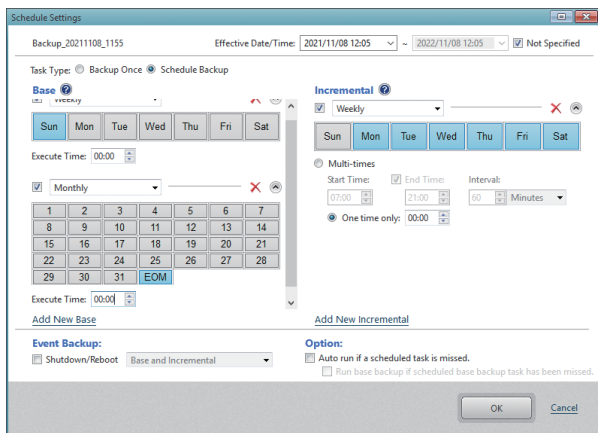 Schedule Settings
Backup_20211108_1155 Effective Date/Time: 2021/11/08 12:05 ~ 2022/11/08 12:05 Not Specified
Task Type: Backup Once Schedule Backup
Base Incremental
Weekly
Weekly
Sun Mon Tue Wed Thu Fri Sat
Sun Mon Tue Wed Thu Fri Sat
Execute Time: 00:00
Multi-times
Start Time: End Time: Interval:
07:00 21:00 60 Minutes
One time only: 00:00
Monthly
1 2 3 4 5 6 7
8 9 10 11 12 13 14
15 16 17 18 19 20 21
22 23 24 25 26 27 28
29 30 31 EOM
Execute Time: 00:00
Add New Base Add New Incremental
Event Backup: Option:
Shutdown/Reboot Base and Incremental Auto run if a scheduled task is missed.
Run base backup if scheduled base backup task has been missed.
OK Cancel